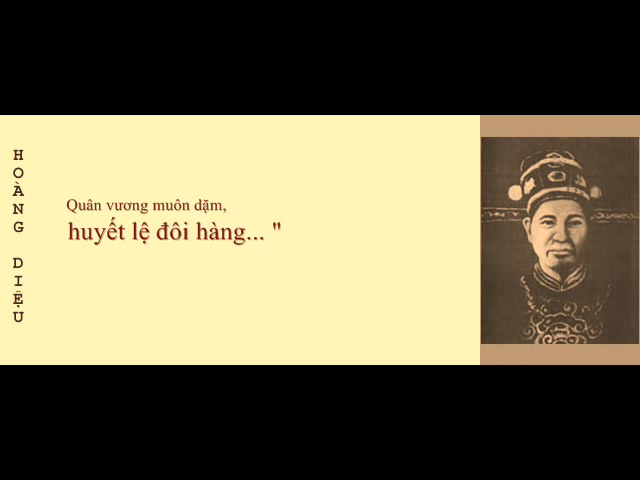 HOÀNG DIỆU
Quân vương muôn dặm,
huyết lệ đôi hàng... "